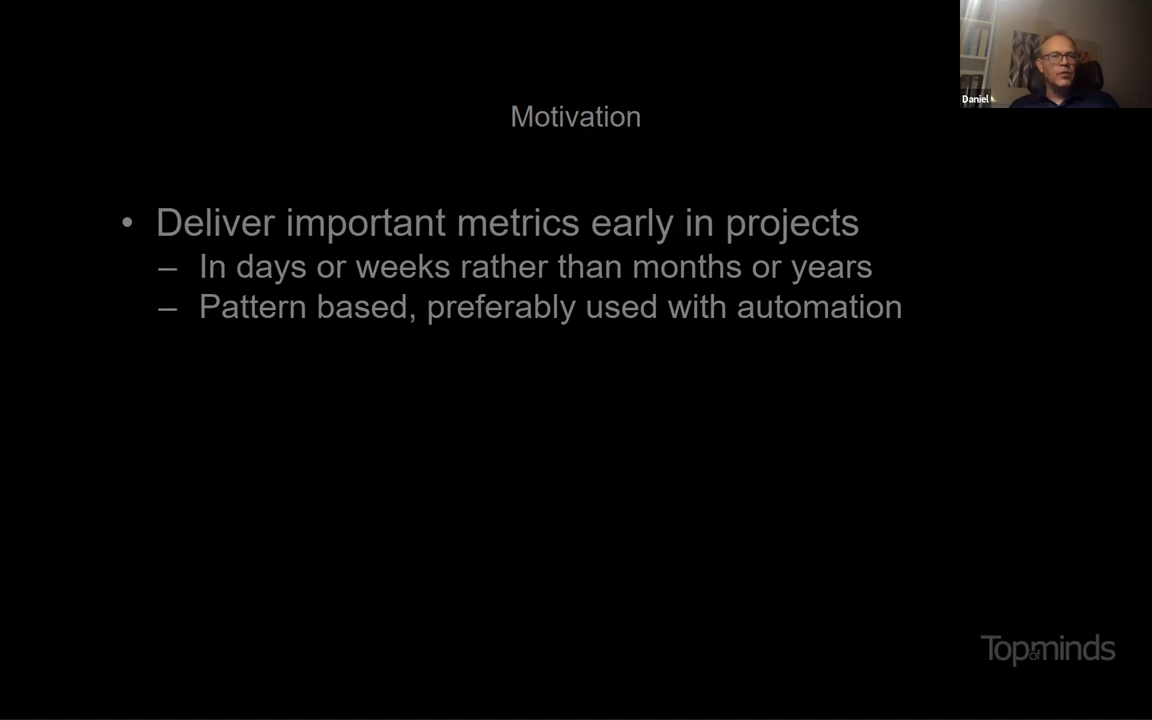 Daniel
Motivation
• Deliver important metrics early in projects
– In days or weeks rather than months or years
– Pattern based, preferably used with automation
Topofminds